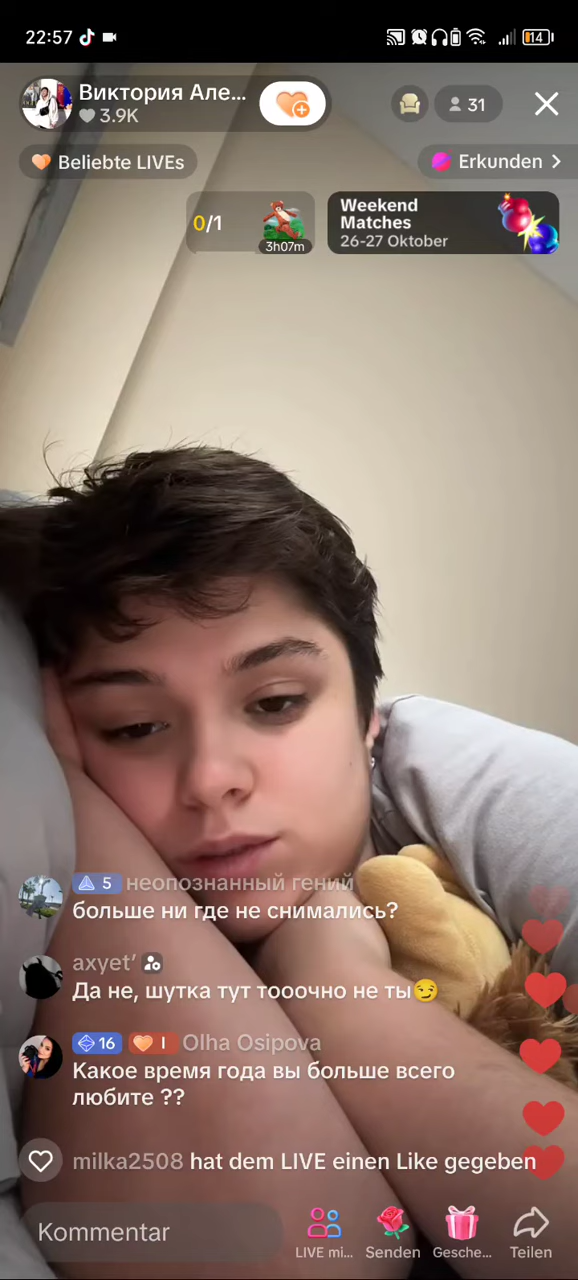 22:57
14
Виктория Але...
3.9K
31
Beliebte LIVEs
Erkunden
0/1
3h07m
Weekend
Matches
26-27 Oktober
5 неопознанный гений
больше ни где не снимались?
axyet’
Да не, шутка тут тооочно не ты😏
16 I Olha Osipova
Какое время года вы больше всего
любите ??
milka2508 hat dem LIVE einen Like gegeben
Kommentar
LIVE mi...
Senden
Gesche...
Teilen